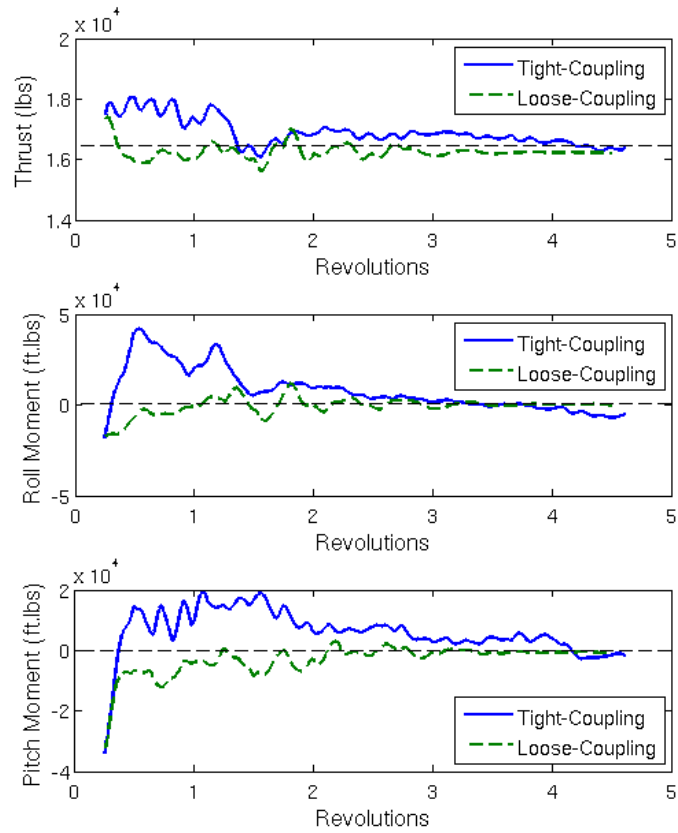 x 10⁴
2
1.8
1.6
1.4
Thrust (lbs)
Tight-Coupling
Loose-Coupling
0 1 2 3 4 5
Revolutions
x 10⁴
5
0
-5
Roll Moment (ft.lbs)
Tight-Coupling
Loose-Coupling
0 1 2 3 4 5
Revolutions
x 10⁴
2
0
-2
-4
Pitch Moment (ft.lbs)
Tight-Coupling
Loose-Coupling
0 1 2 3 4 5
Revolutions